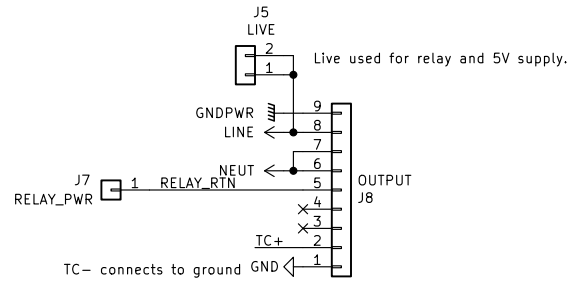 J5
LIVE
2
1
Live used for relay and 5V supply.
GNDPWR 9
LINE 8
7
NEUT 6
J7 1 RELAY_RTN 5 OUTPUT
RELAY_PWR 4 J8
3
TC+ 2
TC- connects to ground GND 1